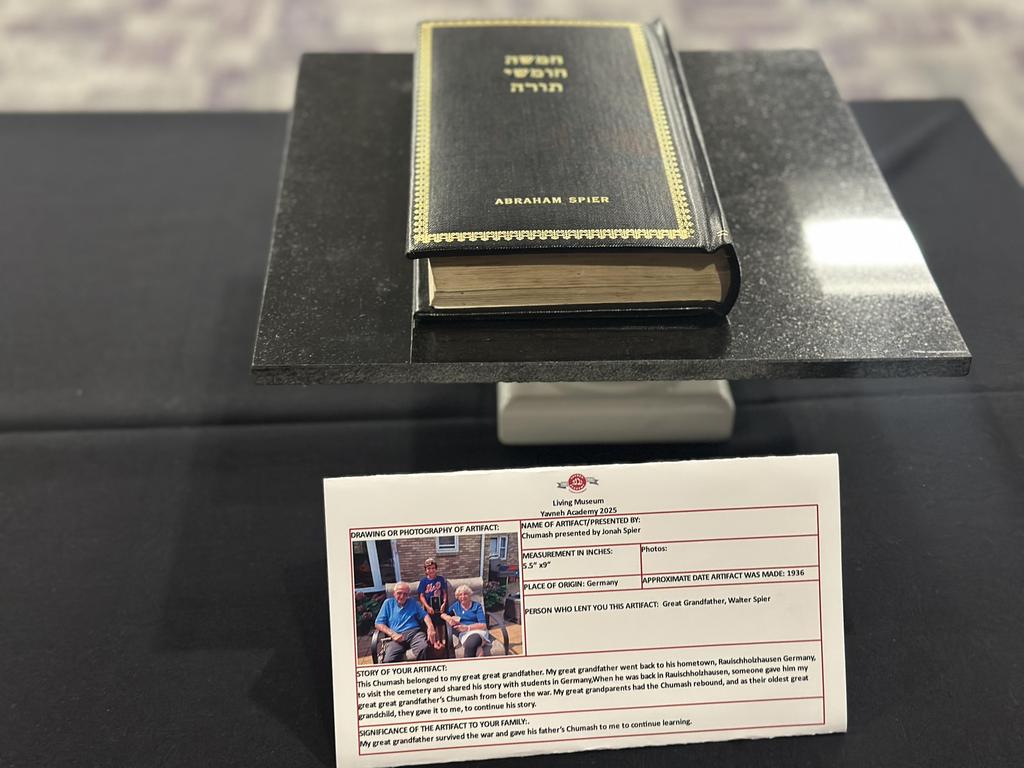 חמשה
חומשי
תורה
ABRAHAM SPIER
Living Museum
Yavneh Academy 2025
DRAWING OR PHOTOGRAPHY OF ARTIFACT:
NAME OF ARTIFACT/PRESENTED BY:
Chumash presented by Jonah Spier
MEASUREMENT IN INCHES:
5.5” x9”
Photos:
PLACE OF ORIGIN: Germany
APPROXIMATE DATE ARTIFACT WAS MADE: 1936
PERSON WHO LENT YOU THIS ARTIFACT: Great Grandfather, Walter Spier
STORY OF YOUR ARTIFACT:
This Chumash belonged to my great great grandfather. My great grandfather went back to his hometown, Rauischholzhausen Germany,
to visit the cemetery and shared his story with students in Germany,When he was back in Rauischholzhausen, someone gave him my
great great grandfather’s Chumash from before the war. My great grandparents had the Chumash rebound, and as their oldest great
grandchild, they gave it to me, to continue his story.
SIGNIFICANCE OF THE ARTIFACT TO YOUR FAMILY:.
My great grandfather survived the war and gave his father’s Chumash to me to continue learning.